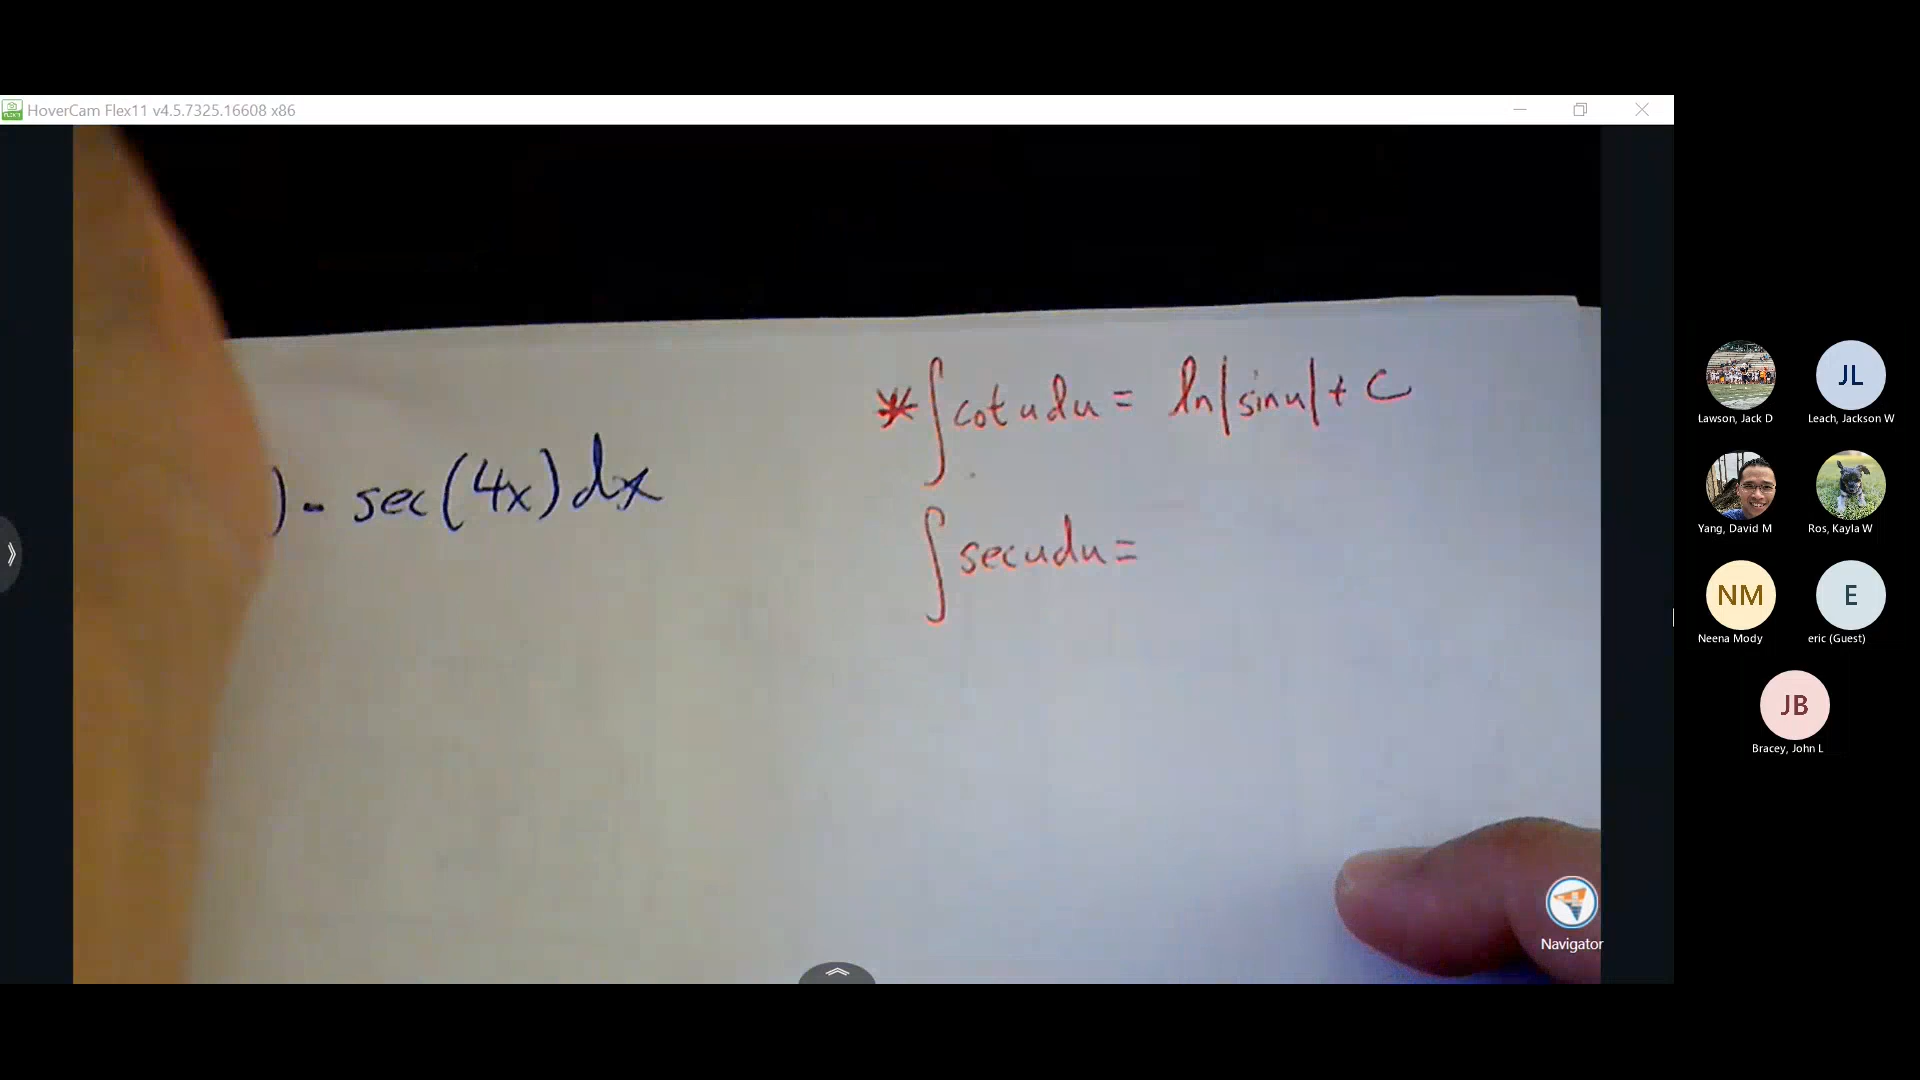 HoverCam Flex11 v4.5.7325.16608 x86
) - sec(4x)dx
* ∫cot u du = ln|sin u| + C
∫sec u du =
Navigator
Lawson, Jack D
JL
Leach, Jackson W
Yang, David M
Ros, Kayla W
NM
Neena Mody
E
eric (Guest)
JB
Bracey, John L